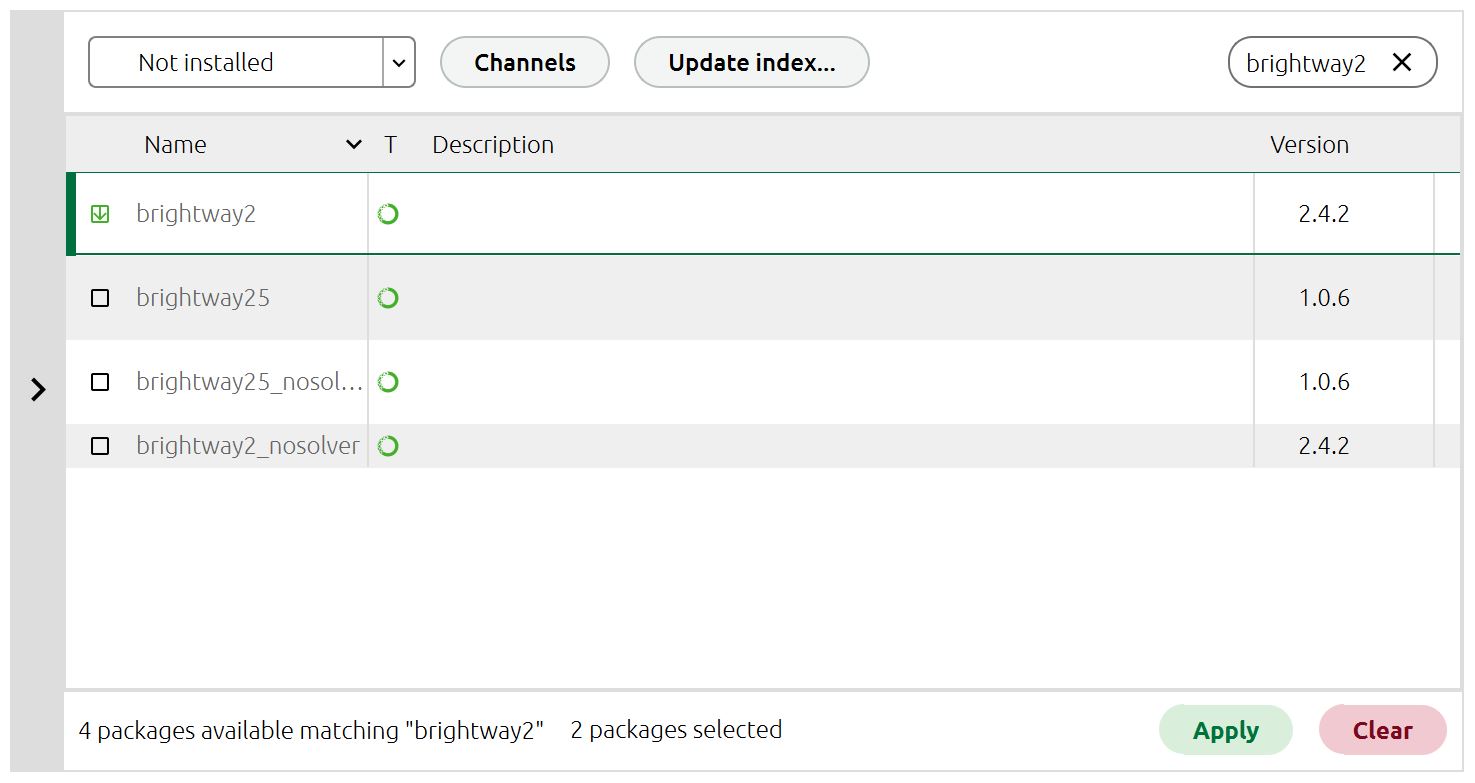 Not installed Channels Update index... brightway2
Name T Description Version
brightway2 2.4.2
brightway25 1.0.6
brightway25_nosol... 1.0.6
brightway2_nosolver 2.4.2
4 packages available matching "brightway2" 2 packages selected Apply Clear